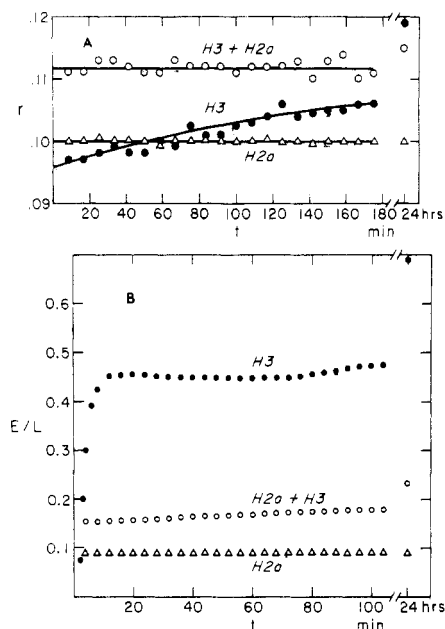 A
H3 + H2a
.12
.11
r
H3
.10
H2a
.09
20 40 60 80 100 120 140 160 180 24 hrs
t min
B
0.6
0.5
H3
0.4
E/L
0.3
0.2
H2a + H3
0.1
H2a
20 40 60 80 100 24 hrs
t min